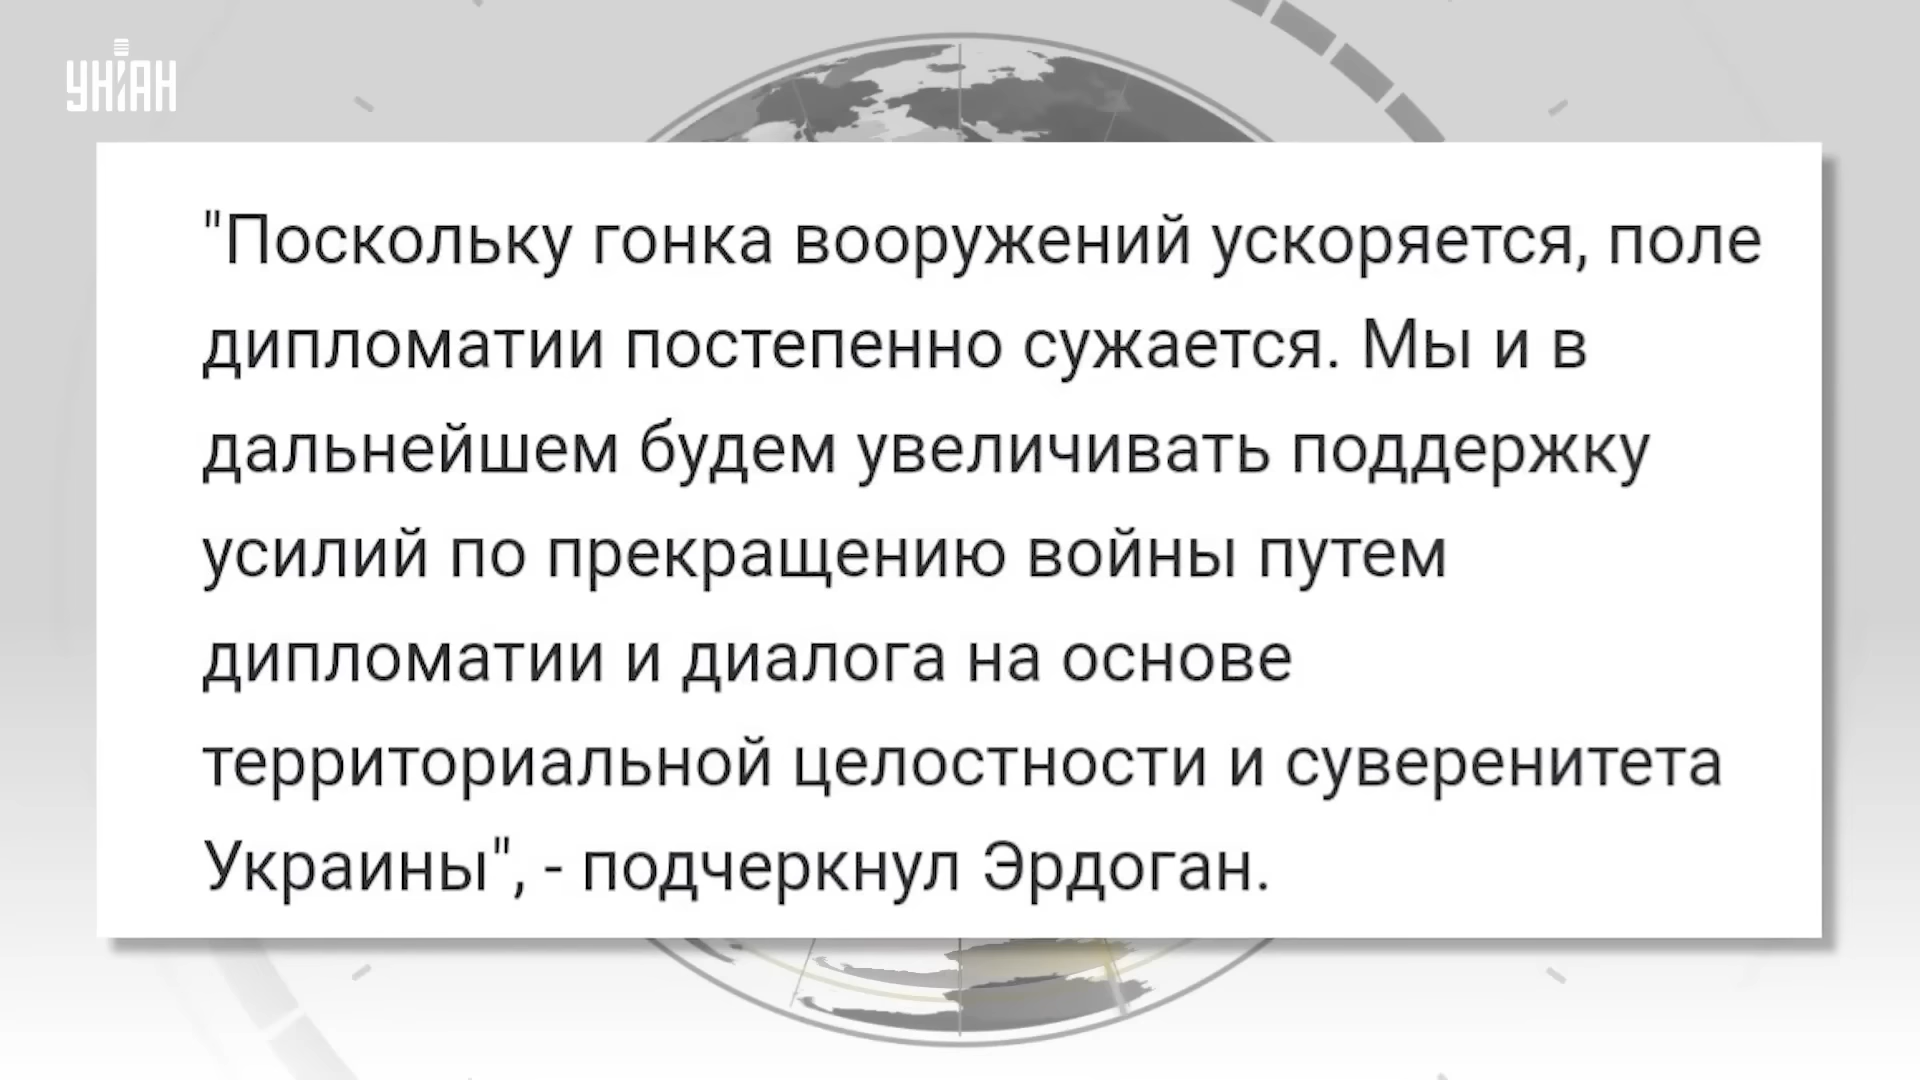 УНІАН
"Поскольку гонка вооружений ускоряется, поле
дипломатии постепенно сужается. Мы и в
дальнейшем будем увеличивать поддержку
усилий по прекращению войны путем
дипломатии и диалога на основе
территориальной целостности и суверенитета
Украины", - подчеркнул Эрдоган.